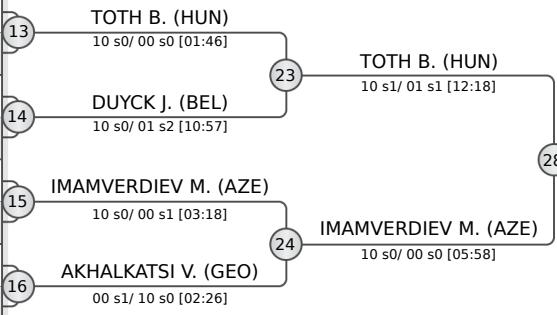 13
TOTH B. (HUN)
10 s0/ 00 s0 [01:46]
23
TOTH B. (HUN)
10 s1/ 01 s1 [12:18]
14
DUYCK J. (BEL)
10 s0/ 01 s2 [10:57]
28
15
IMAMVERDIEV M. (AZE)
10 s0/ 00 s1 [03:18]
24
IMAMVERDIEV M. (AZE)
10 s0/ 00 s0 [05:58]
16
AKHALKATSI V. (GEO)
00 s1/ 10 s0 [02:26]